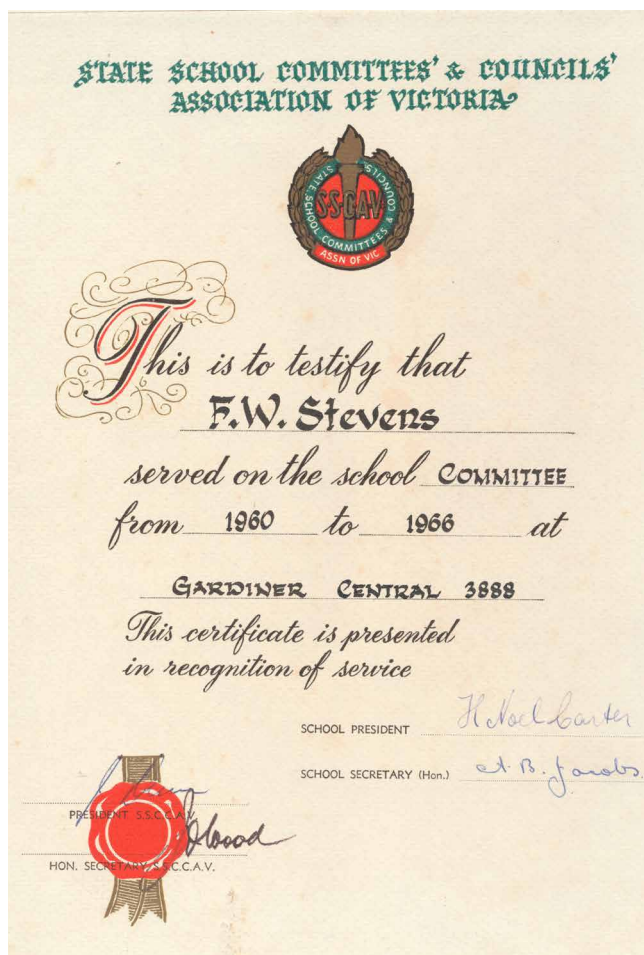 STATE SCHOOL COMMITTEES' & COUNCILS'
ASSOCIATION OF VICTORIA
STATE SCHOOL COMMITTEES & COUNCILS
S·S·C·A·V
ASSN OF VIC
This is to testify that
F.W. Stevens
served on the school COMMITTEE
from 1960 to 1966 at
GARDINER CENTRAL 3888
This certificate is presented
in recognition of service
SCHOOL PRESIDENT H Noel Carter
SCHOOL SECRETARY (Hon.) A. B. Jacobs.
PRESIDENT S.S.C.C.A.V.
HON. SECRETARY S.S.C.C.A.V.